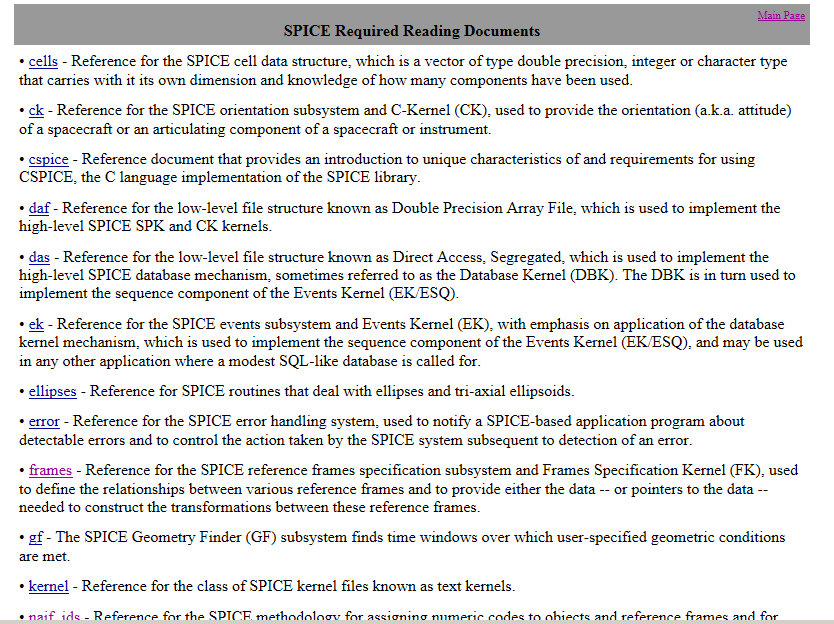 Main Page
SPICE Required Reading Documents
• cells - Reference for the SPICE cell data structure, which is a vector of type double precision, integer or character type
that carries with it its own dimension and knowledge of how many components have been used.
• ck - Reference for the SPICE orientation subsystem and C-Kernel (CK), used to provide the orientation (a.k.a. attitude)
of a spacecraft or an articulating component of a spacecraft or instrument.
• cspice - Reference document that provides an introduction to unique characteristics of and requirements for using
CSPICE, the C language implementation of the SPICE library.
• daf - Reference for the low-level file structure known as Double Precision Array File, which is used to implement the
high-level SPICE SPK and CK kernels.
• das - Reference for the low-level file structure known as Direct Access, Segregated, which is used to implement the
high-level SPICE database mechanism, sometimes referred to as the Database Kernel (DBK). The DBK is in turn used to
implement the sequence component of the Events Kernel (EK/ESQ).
• ek - Reference for the SPICE events subsystem and Events Kernel (EK), with emphasis on application of the database
kernel mechanism, which is used to implement the sequence component of the Events Kernel (EK/ESQ), and may be used
in any other application where a modest SQL-like database is called for.
• ellipses - Reference for SPICE routines that deal with ellipses and tri-axial ellipsoids.
• error - Reference for the SPICE error handling system, used to notify a SPICE-based application program about
detectable errors and to control the action taken by the SPICE system subsequent to detection of an error.
• frames - Reference for the SPICE reference frames specification subsystem and Frames Specification Kernel (FK), used
to define the relationships between various reference frames and to provide either the data -- or pointers to the data --
needed to construct the transformations between these reference frames.
• gf - The SPICE Geometry Finder (GF) subsystem finds time windows over which user-specified geometric conditions
are met.
• kernel - Reference for the class of SPICE kernel files known as text kernels.
• naif_ids - Reference for the SPICE methodology for assigning numeric codes to objects and reference frames and for